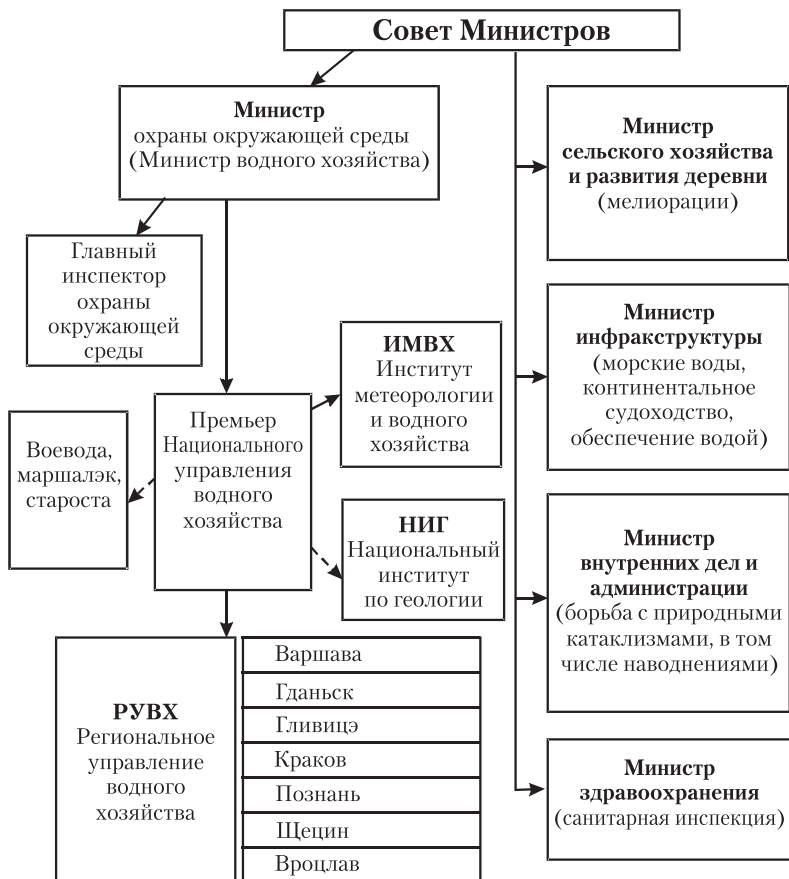 Совет Министров
Министр
охраны окружающей среды
(Министр водного хозяйства)
Главный
инспектор
охраны
окружающей
среды
Воевода,
маршалэк,
староста
Премьер
Национального
управления
водного
хозяйства
ИМВХ
Институт
метеорологии
и водного
хозяйства
НИГ
Национальный
институт
по геологии
РУВХ
Региональное
управление
водного
хозяйства
Варшава
Гданьск
Гливицэ
Краков
Познань
Щецин
Вроцлав
Министр
сельского хозяйства
и развития деревни
(мелиорации)
Министр
инфракструктуры
(морские воды,
континентальное
судоходство,
обеспечение водой)
Министр
внутренних дел и
администрации
(борьба с природными
катаклизмами, в том
числе наводнениями)
Министр
здравоохранения
(санитарная инспекция)